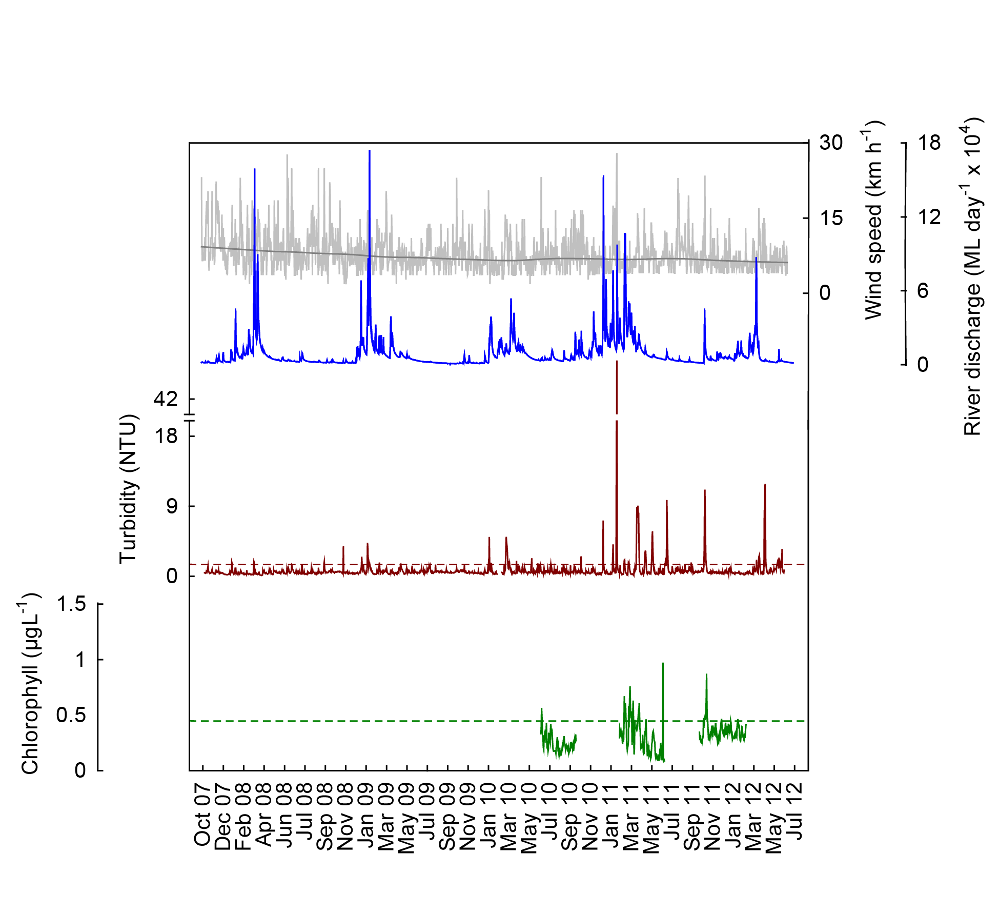 30
15
0
Wind speed (km h-1)
18
12
6
0
River discharge (ML day-1 x 104)
42
18
9
0
Turbidity (NTU)
1.5
1
0.5
0
Chlorophyll (µgL-1)
Oct 07
Dec 07
Feb 08
Apr 08
Jun 08
Jul 08
Sep 08
Nov 08
Jan 09
Mar 09
May 09
Jul 09
Sep 09
Nov 09
Jan 10
Mar 10
May 10
Jul 10
Sep 10
Nov 10
Jan 11
Mar 11
May 11
Jul 11
Sep 11
Nov 11
Jan 12
Mar 12
May 12
Jul 12